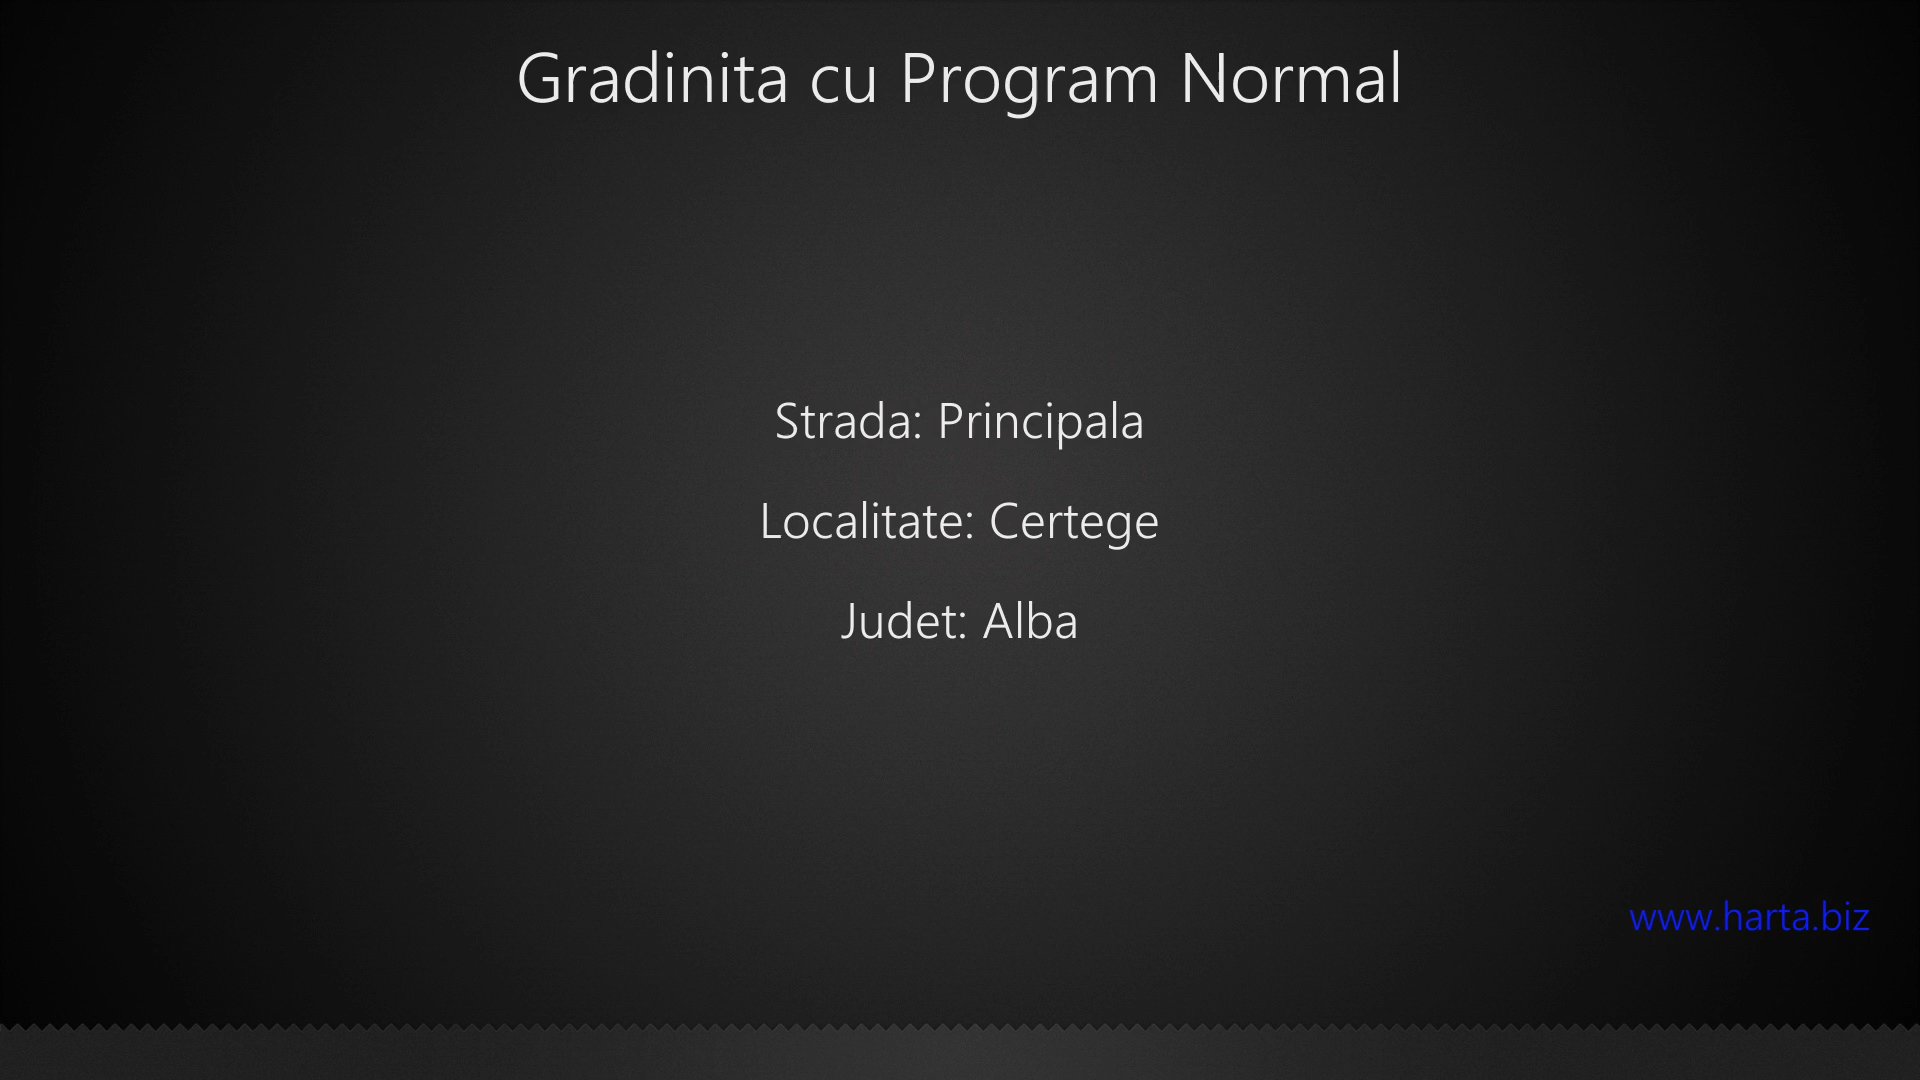 Gradinita cu Program Normal
Strada: Principala
Localitate: Certege
Judet: Alba
www.harta.biz